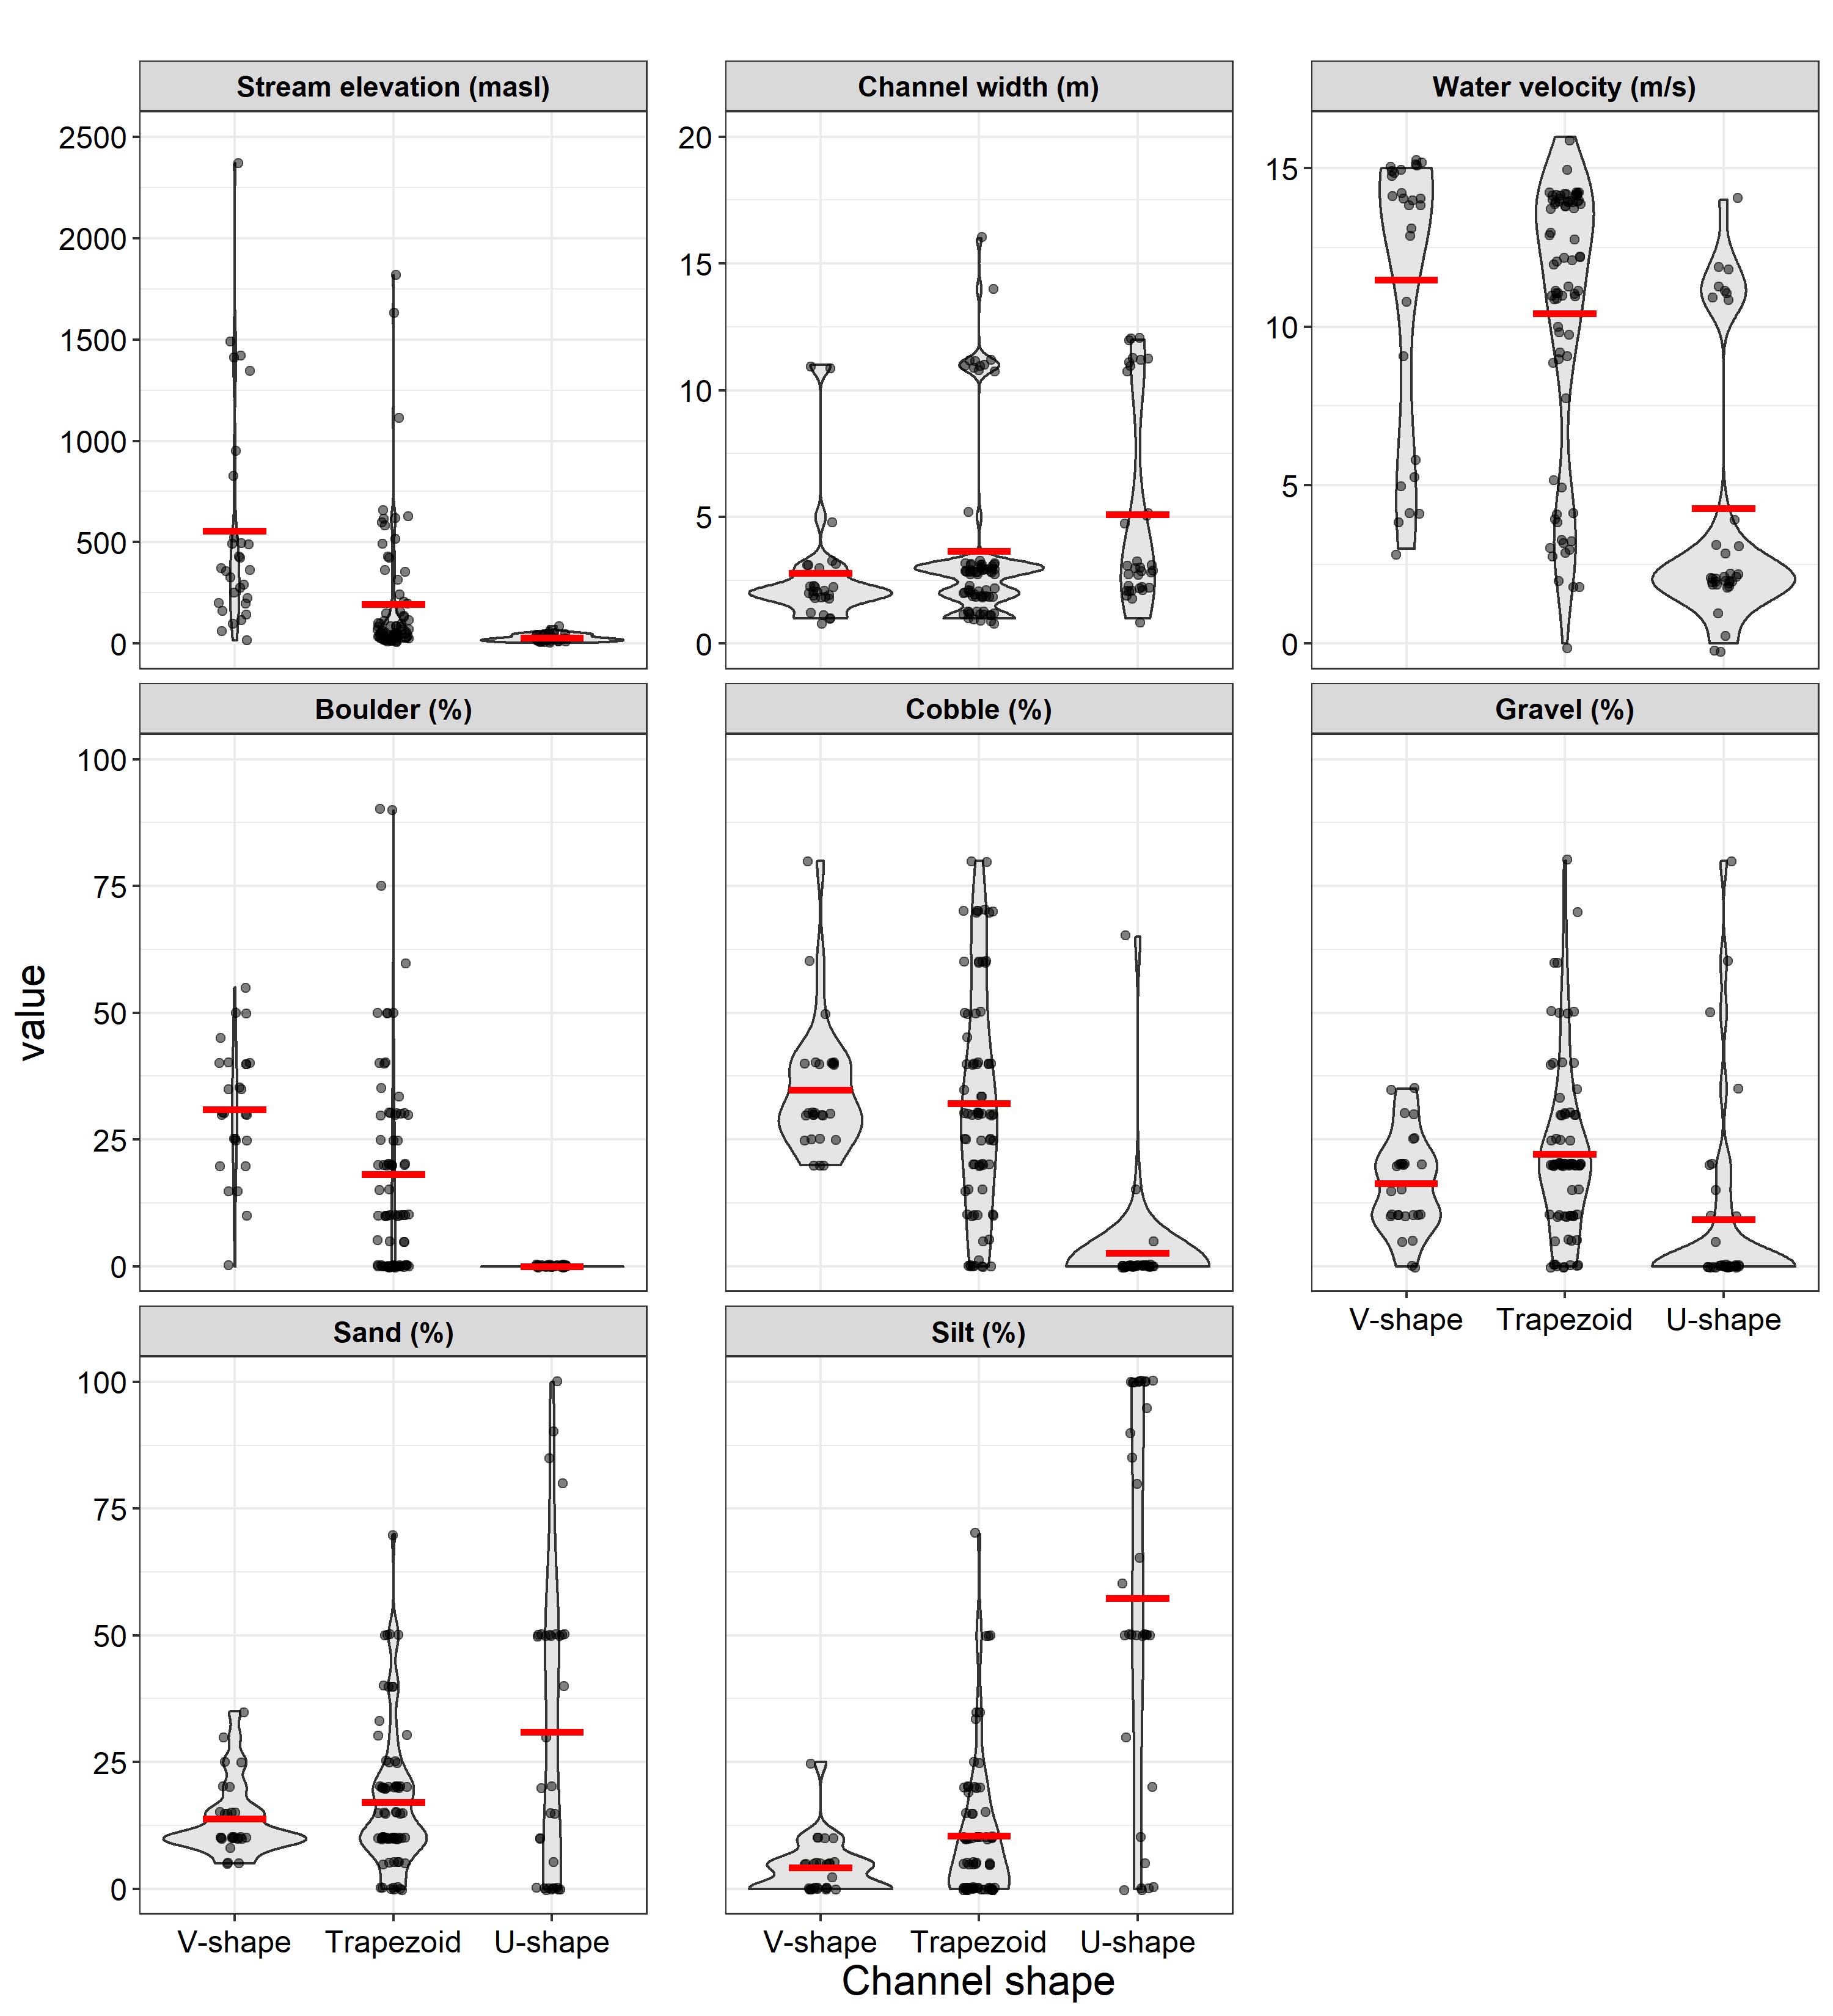 Stream elevation (masl)
Channel width (m)
Water velocity (m/s)
2500
2000
1500
1000
500
0
20
15
10
5
0
15
10
5
0
Boulder (%)
Cobble (%)
Gravel (%)
100
75
50
25
0
V-shape Trapezoid U-shape
value
Sand (%)
Silt (%)
100
75
50
25
0
V-shape Trapezoid U-shape
V-shape Trapezoid U-shape
Channel shape